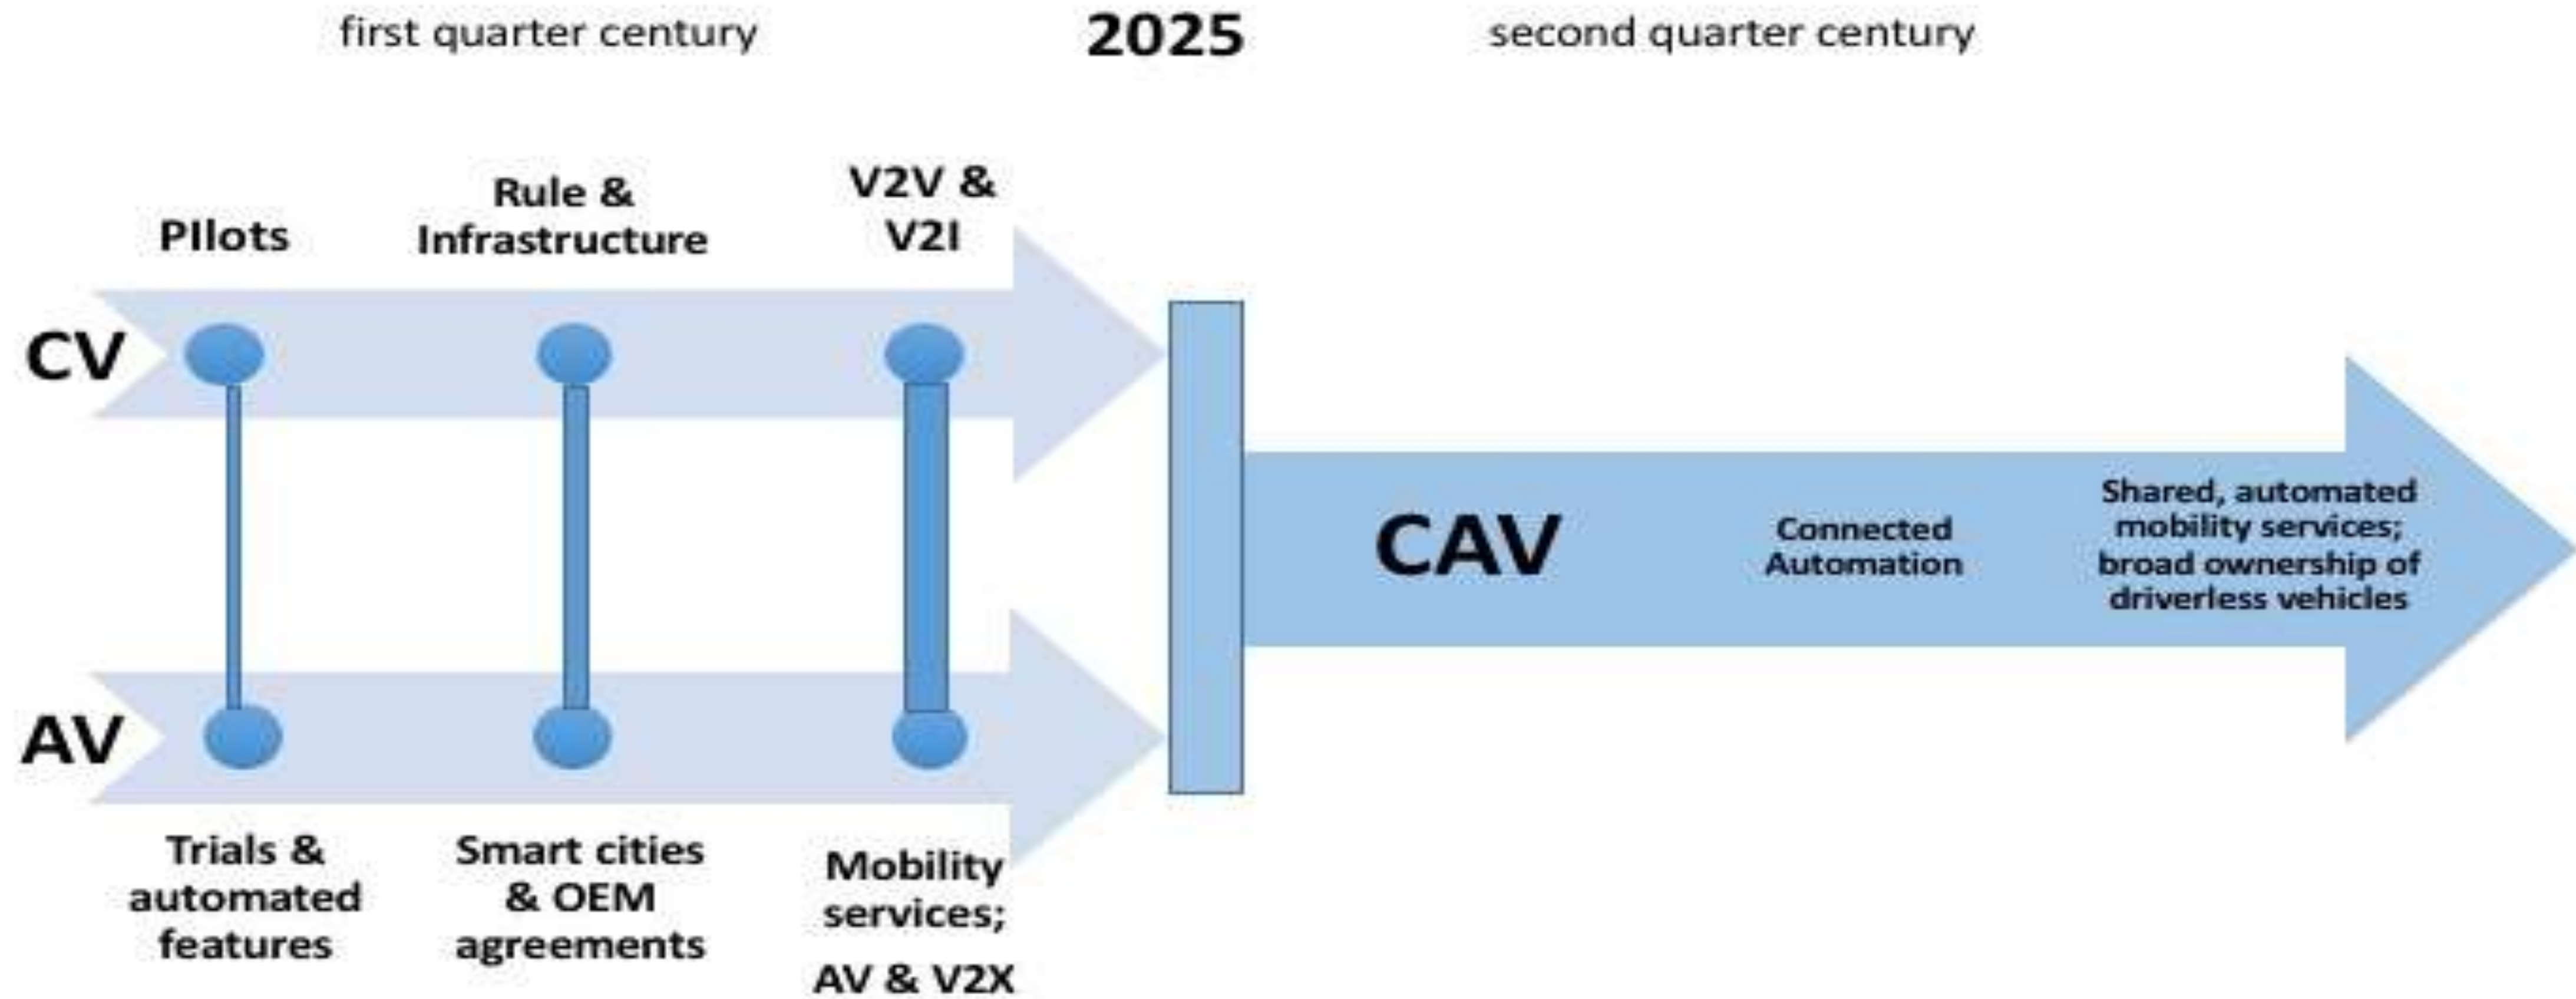 first quarter century
2025
second quarter century
PIlots
Rule &
Infrastructure
V2V &
V2I
CV
CAV
Connected
Automation
Shared, automated
mobility services;
broad ownership of
driverless vehicles
AV
Trials &
automated
features
Smart cities
& OEM
agreements
Mobility
services;
AV & V2X